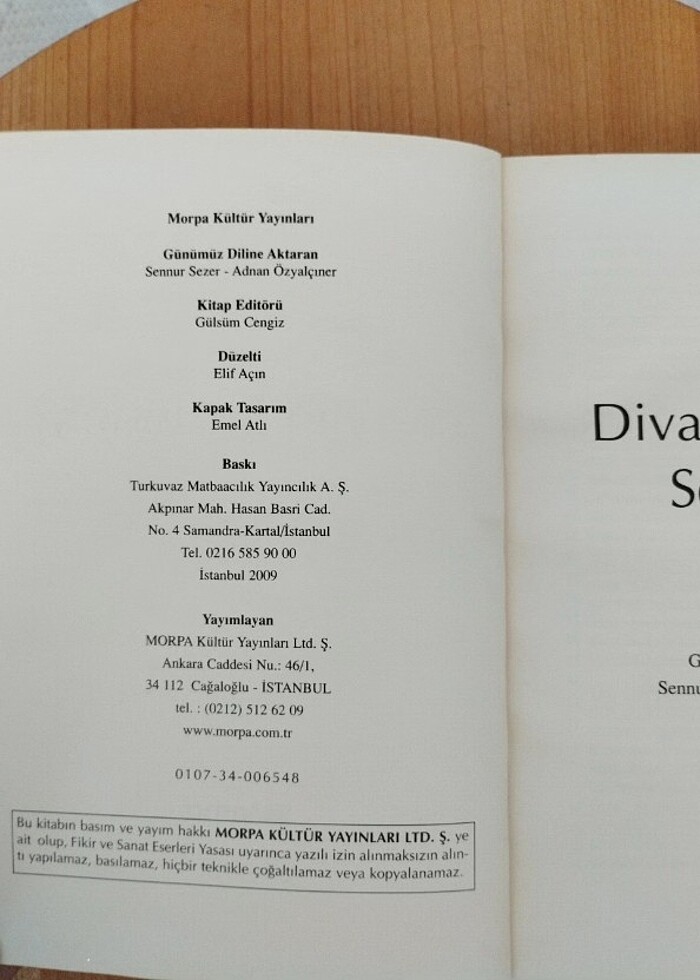 Morpa Kültür Yayınları
Günümüz Diline Aktaran
Sennur Sezer - Adnan Özyalçıner
Kitap Editörü
Gülsüm Cengiz
Düzelti
Elif Açın
Kapak Tasarım
Emel Atlı
Baskı
Turkuvaz Matbaacılık Yayıncılık A. Ş.
Akpınar Mah. Hasan Basri Cad.
No. 4 Samandra-Kartal/İstanbul
Tel. 0216 585 90 00
İstanbul 2009
Yayımlayan
MORPA Kültür Yayınları Ltd. Ş.
Ankara Caddesi Nu.: 46/1,
34 112 Cağaloğlu - İSTANBUL
tel. : (0212) 512 62 09
www.morpa.com.tr
0107-34-006548
Bu kitabın basım ve yayım hakkı MORPA KÜLTÜR YAYINLARI LTD. Ş. ye
ait olup, Fikir ve Sanat Eserleri Yasası uyarınca yazılı izin alınmaksızın alın-
tı yapılamaz, basılamaz, hiçbir teknikle çoğaltılamaz veya kopyalanamaz.
Diva
S
G
Sennu